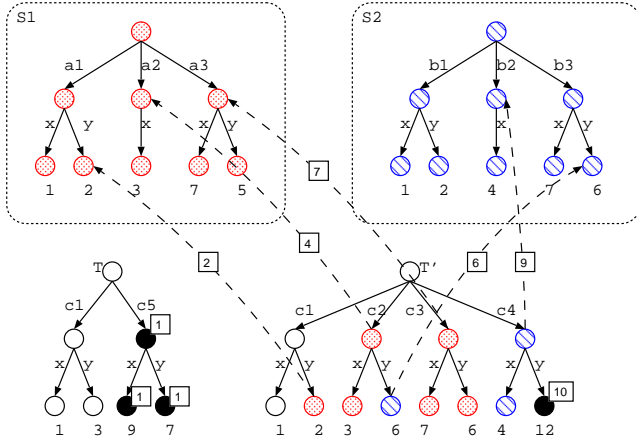 S1
S2
a1 a2 a3
b1 b2 b3
x y x x y
x y x x y
1 2 3 7 5
1 2 4 7 6
7
2 4 6 9
T
T'
c1 c5
c1 c2 c3 c4
1
x y x y
x y x y x y x y
1 1
10
1 3 9 7
1 2 3 6 7 6 4 12